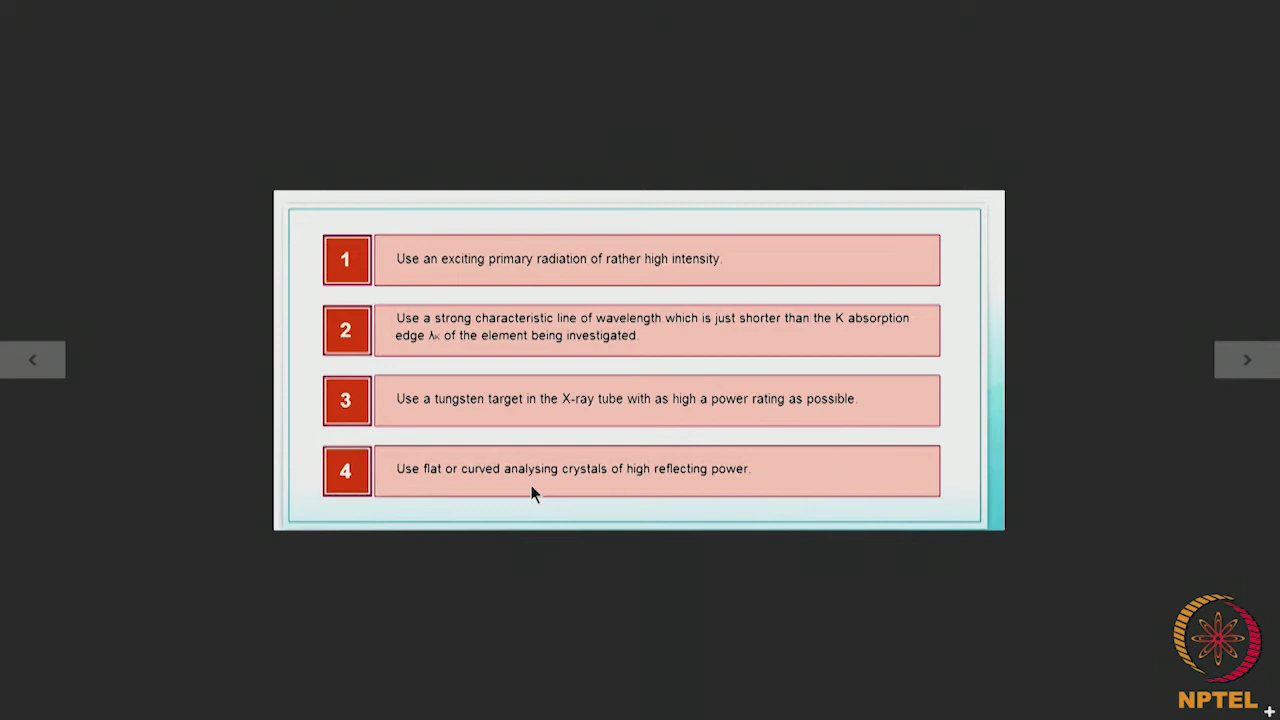 1
Use an exciting primary radiation of rather high intensity.
2
Use a strong characteristic line of wavelength which is just shorter than the K absorption
edge λK of the element being investigated.
3
Use a tungsten target in the X-ray tube with as high a power rating as possible.
4
Use flat or curved analysing crystals of high reflecting power.
NPTEL